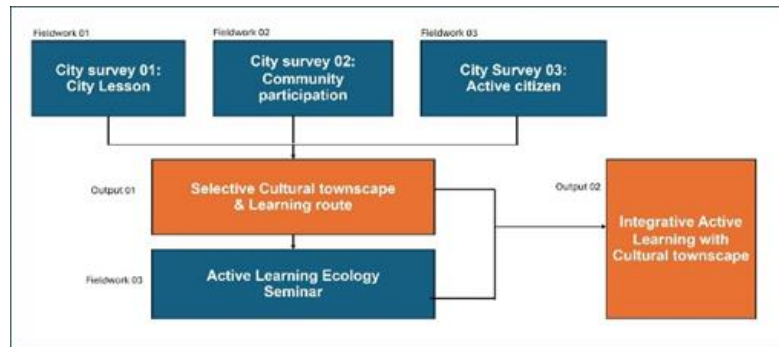 Fieldwork 01
Fieldwork 02
Fieldwork 03
City survey 01:
City Lesson
City survey 02:
Community
participation
City Survey 03:
Active citizen
Output 01
Selective Cultural townscape
& Learning route
Output 02
Integrative Active
Learning with
Cultural townscape
Fieldwork 03
Active Learning Ecology
Seminar